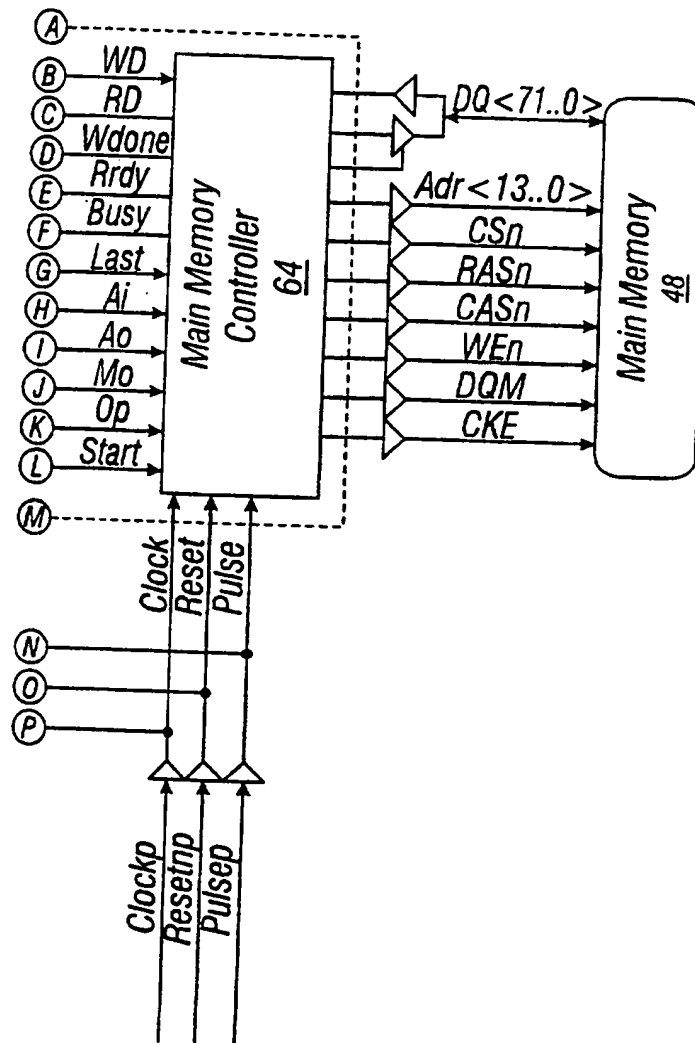 A
B WD
C RD
D Wdone
E Rrdy
F Busy
G Last
H Ai
I Ao
J Mo
K Op
L Start
M
Main Memory
Controller
64
DQ<71..0>
Adr<13..0>
CSn
RASn
CASn
WEn
DQM
CKE
Main Memory
48
Clock
Reset
Pulse
N
O
P
Clockp
Resetnp
Pulsep